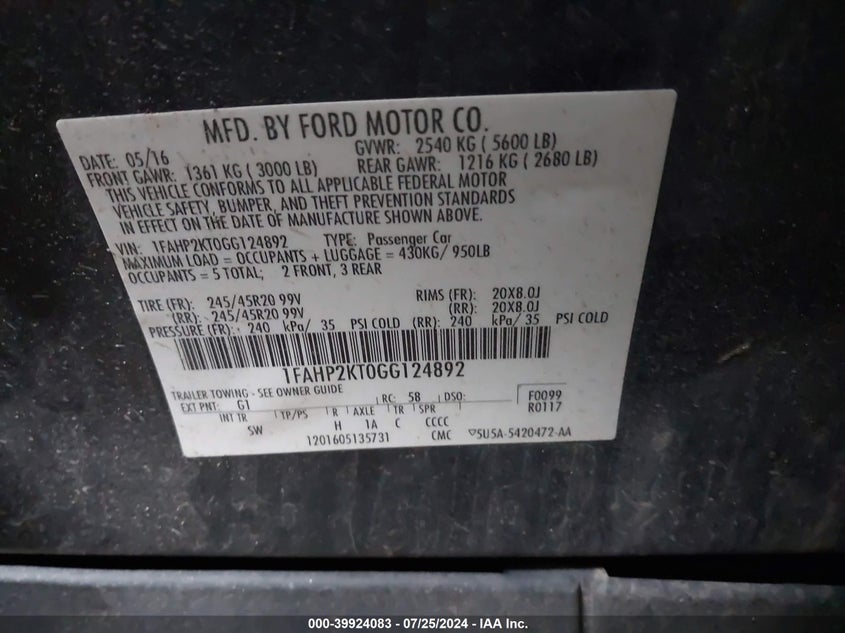 MFD. BY FORD MOTOR CO.
DATE: 05/16 GVWR: 2540 KG ( 5600 LB)
FRONT GAWR: 1361 KG ( 3000 LB) REAR GAWR: 1216 KG ( 2680 LB)
THIS VEHICLE CONFORMS TO ALL APPLICABLE FEDERAL MOTOR
VEHICLE SAFETY, BUMPER, AND THEFT PREVENTION STANDARDS
IN EFFECT ON THE DATE OF MANUFACTURE SHOWN ABOVE.
VIN: 1FAHP2KT0GG124892 TYPE: Passenger Car
MAXIMUM LOAD = OCCUPANTS + LUGGAGE = 430KG/ 950LB
OCCUPANTS = 5 TOTAL; 2 FRONT, 3 REAR
TIRE (FR): 245/45R20 99V RIMS (FR): 20X8.0J
(RR): 245/45R20 99V (RR): 20X8.0J
PRESSURE (FR): 240 kPa/ 35 PSI COLD (RR): 240 kPa/ 35 PSI COLD
1FAHP2KT0GG124892
TRAILER TOWING - SEE OWNER GUIDE
EXT PNT: G1 RC: 58 DSO: F0099
INT TR TP/PS R AXLE TR SPR R0117
SW H 1A C CCCC
1201605135731 CMC ▽5U5A-5420472-AA
000-39924083 - 07/25/2024 - IAA Inc.